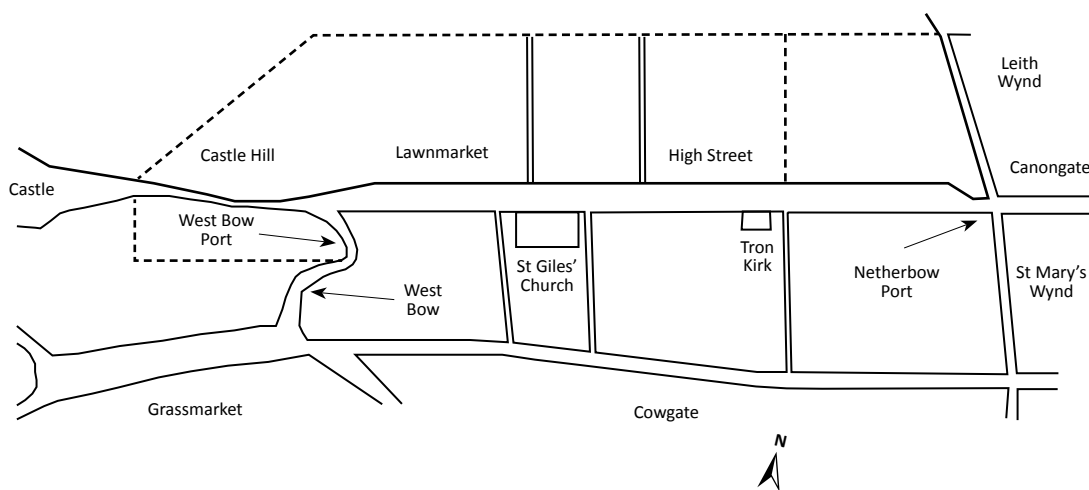 Leith
Wynd
Castle Hill
Lawnmarket
High Street
Canongate
Castle
West Bow
Port
St Giles’
Church
Tron
Kirk
Netherbow
Port
St Mary’s
Wynd
West
Bow
Grassmarket
Cowgate
N